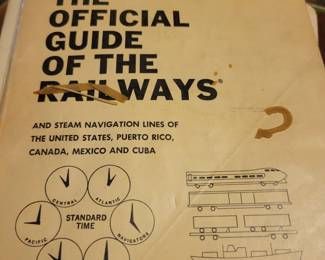 THE
OFFICIAL
GUIDE
OF THE
RAILWAYS
AND STEAM NAVIGATION LINES OF
THE UNITED STATES, PUERTO RICO,
CANADA, MEXICO AND CUBA
CENTRAL
ATLANTIC
STANDARD
TIME
PACIFIC
NAVIGATORS